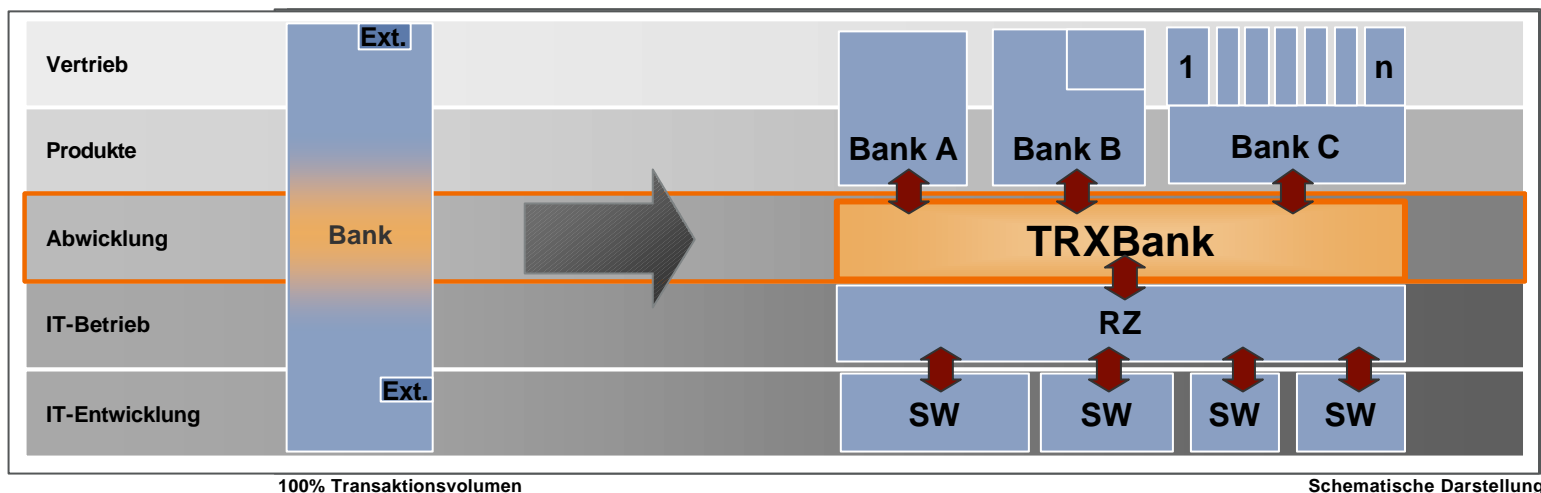 Ext.
Vertrieb
1 n
Produkte
Bank A Bank B Bank C
Abwicklung
Bank
TRXBank
IT-Betrieb
RZ
Ext.
IT-Entwicklung
SW SW SW SW
100% Transaktionsvolumen
Schematische Darstellung